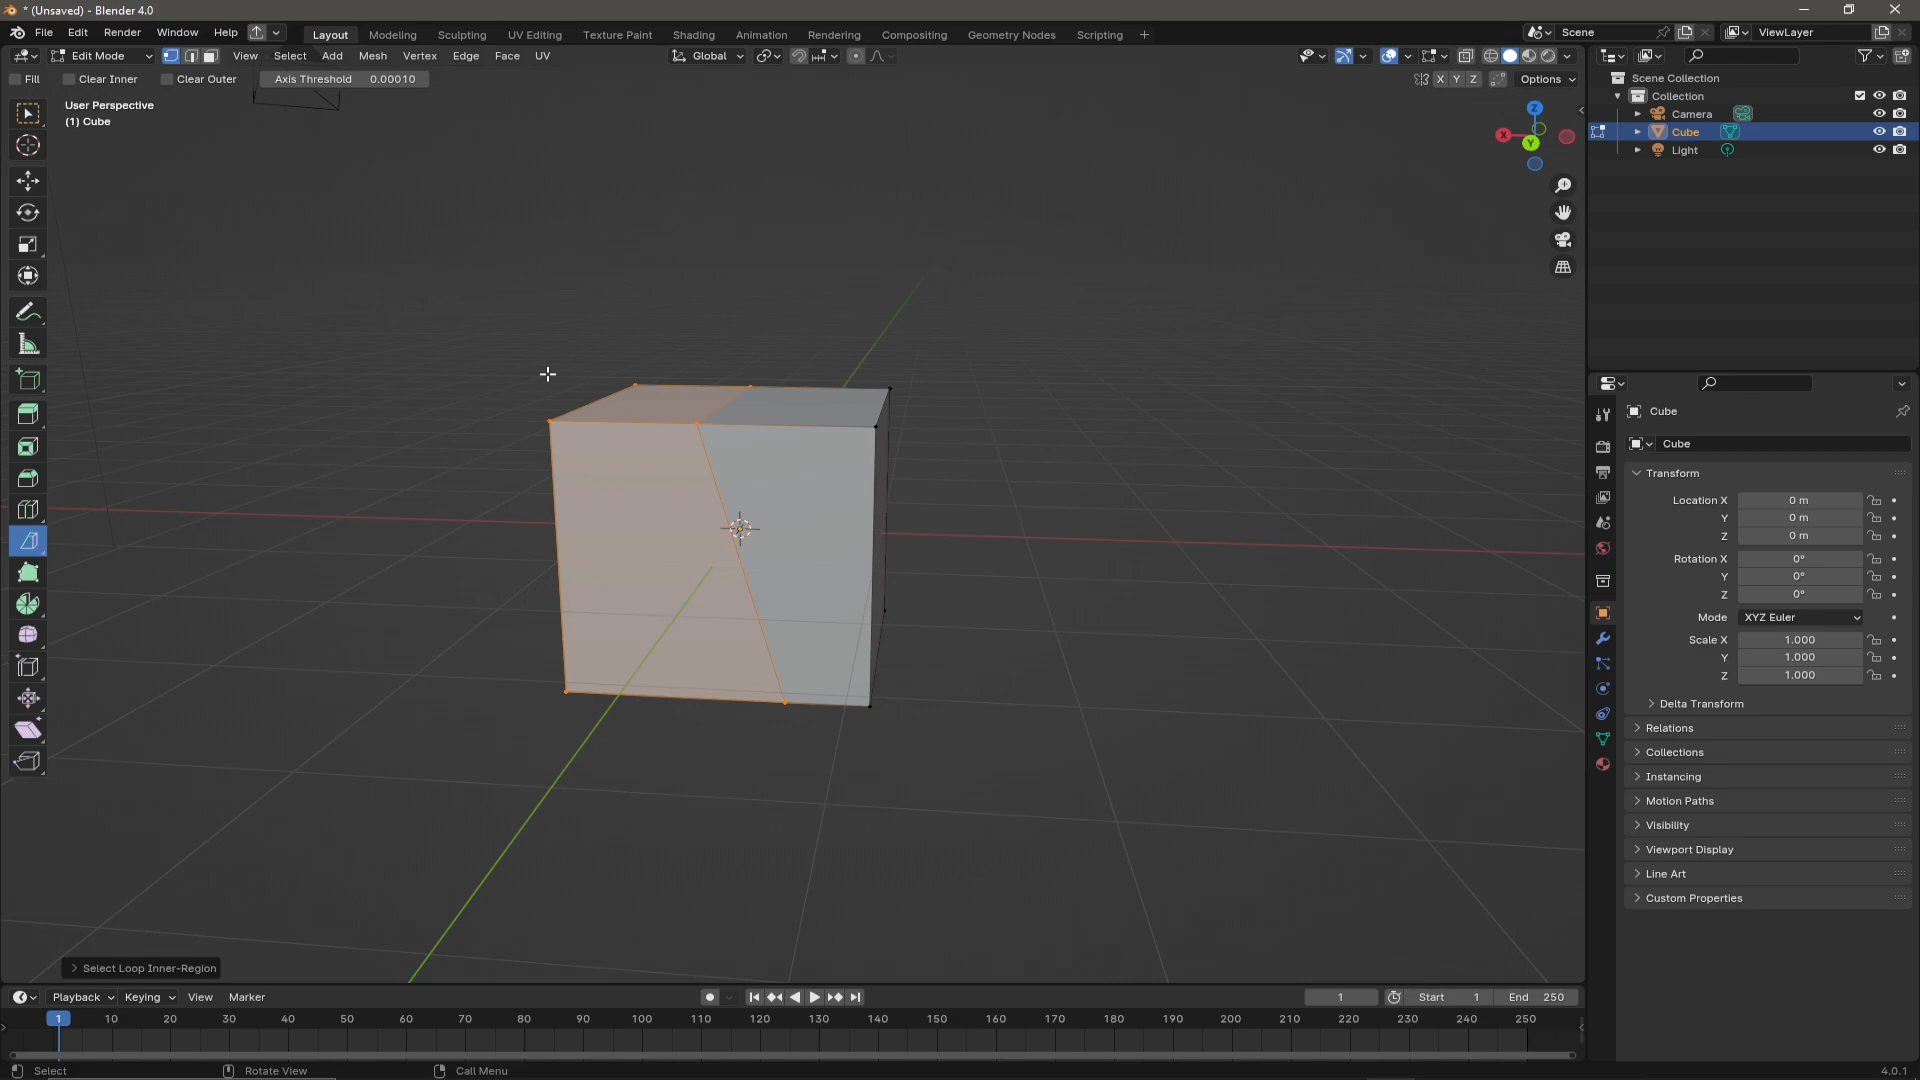 * (Unsaved) - Blender 4.0
File Edit Render Window Help Layout Modeling Sculpting UV Editing Texture Paint Shading Animation Rendering Compositing Geometry Nodes Scripting + Scene ViewLayer
Edit Mode View Select Add Mesh Vertex Edge Face UV Global
Fill Clear Inner Clear Outer Axis Threshold 0.00010 X Y Z Options
User Perspective
(1) Cube
Z
X
Y
Scene Collection
Collection
Camera
Cube
Light
Cube
Cube
Transform
Location X 0 m
Y 0 m
Z 0 m
Rotation X 0°
Y 0°
Z 0°
Mode XYZ Euler
Scale X 1.000
Y 1.000
Z 1.000
Delta Transform
Relations
Collections
Instancing
Motion Paths
Visibility
Viewport Display
Line Art
Custom Properties
Select Loop Inner-Region
Playback Keying View Marker 1 Start 1 End 250
1 10 20 30 40 50 60 70 80 90 100 110 120 130 140 150 160 170 180 190 200 210 220 230 240 250
Select Rotate View Call Menu 4.0.1